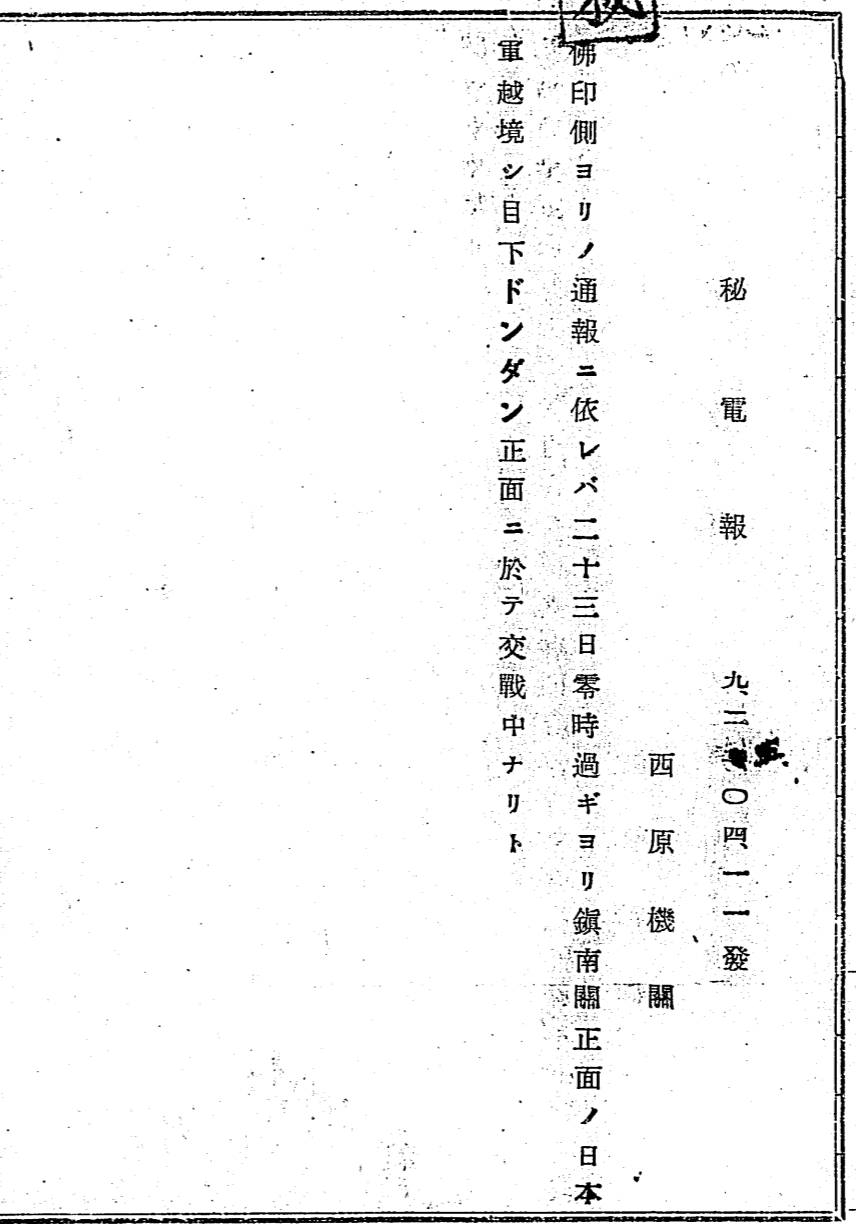 秘電報 九、二 〇四、一一發
西原機關
佛印側ヨリノ通報ニ依レバ二十三日零時過ギヨリ鎭南關正面ノ日本
軍越境シ目下ドンダン正面ニ於テ交戰中ナリト